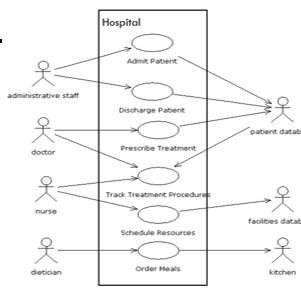 Hospital
Admit Patient
administrative staff
Discharge Patient
patient datab
Prescribe Treatment
doctor
Track Treatment Procedures
nurse
facilities datab
Schedule Resources
Order Meals
dietician
kitchen